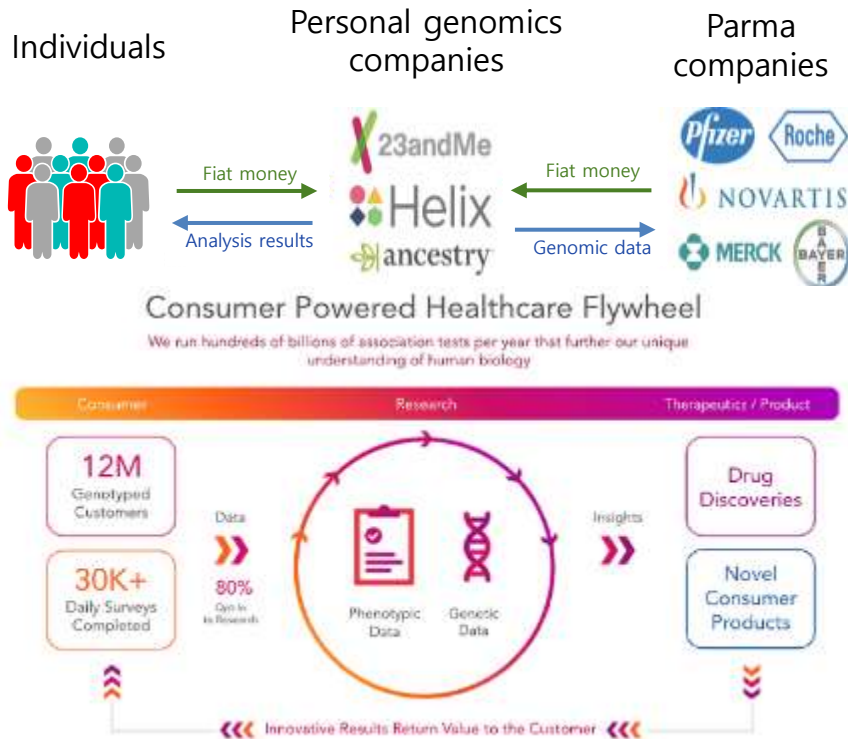 Individuals
Personal genomics
companies
Parma
companies
23andMe
Helix
ancestry
Fiat money
Analysis results
Fiat money
Genomic data
Pfizer
Roche
NOVARTIS
MERCK
BAYER
BAYER
Consumer Powered Healthcare Flywheel
We run hundreds of billions of association tests per year that further our unique
understanding of human biology
Consumer
Research
Therapeutics / Product
12M
Genotyped
Customers
30K+
Daily Surveys
Completed
Data
80%
Opt In
to Research
Phenotypic
Data
Genetic
Data
Insights
Drug
Discoveries
Novel
Consumer
Products
Innovative Results Return Value to the Customer